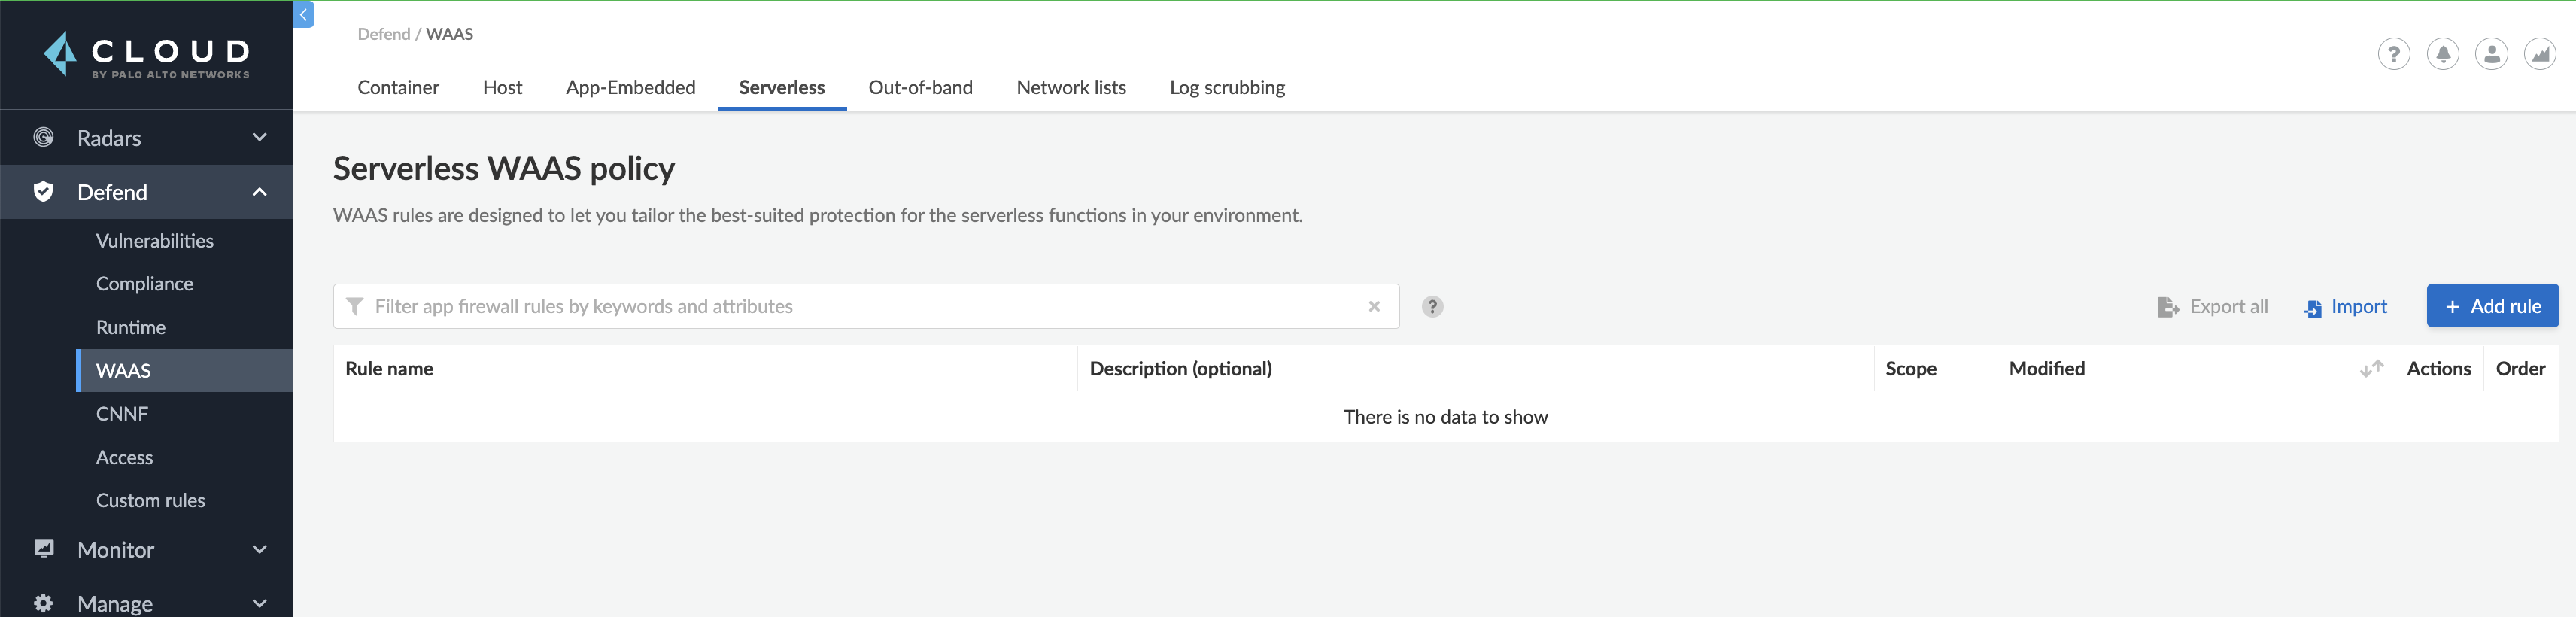 CLOUD
BY PALO ALTO NETWORKS
Radars
Defend
Vulnerabilities
Compliance
Runtime
WAAS
CNNF
Access
Custom rules
Monitor
Manage
Defend / WAAS
?
Container Host App-Embedded Serverless Out-of-band Network lists Log scrubbing
Serverless WAAS policy
WAAS rules are designed to let you tailor the best-suited protection for the serverless functions in your environment.
Filter app firewall rules by keywords and attributes ? Export all Import + Add rule
Rule name Description (optional) Scope Modified Actions Order
There is no data to show